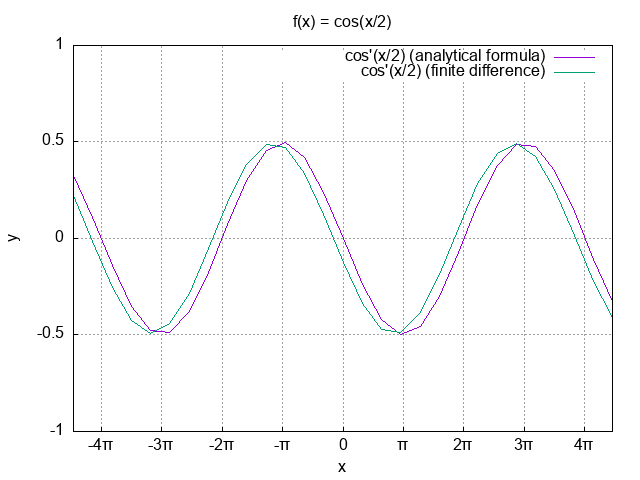 f(x) = cos(x/2)
cos'(x/2) (analytical formula)
cos'(x/2) (finite difference)
1
0.5
0
-0.5
-1
y
-4π -3π -2π -π 0 π 2π 3π 4π
x